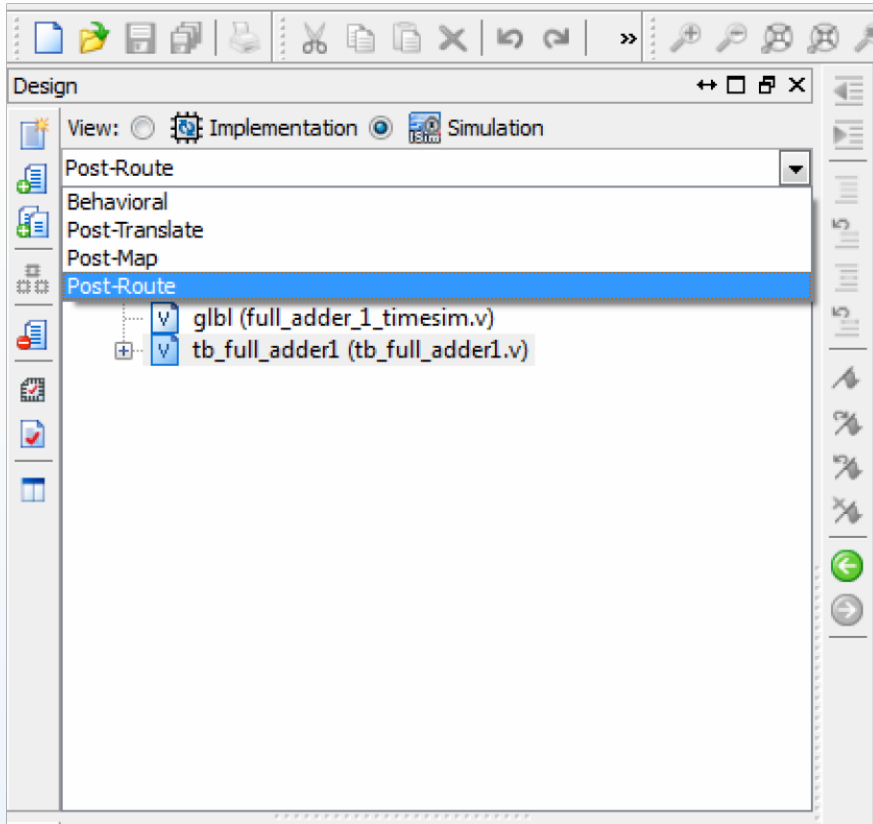 Design
View: Implementation Simulation
Post-Route
Behavioral
Post-Translate
Post-Map
Post-Route
glbl (full_adder_1_timesim.v)
tb_full_adder1 (tb_full_adder1.v)